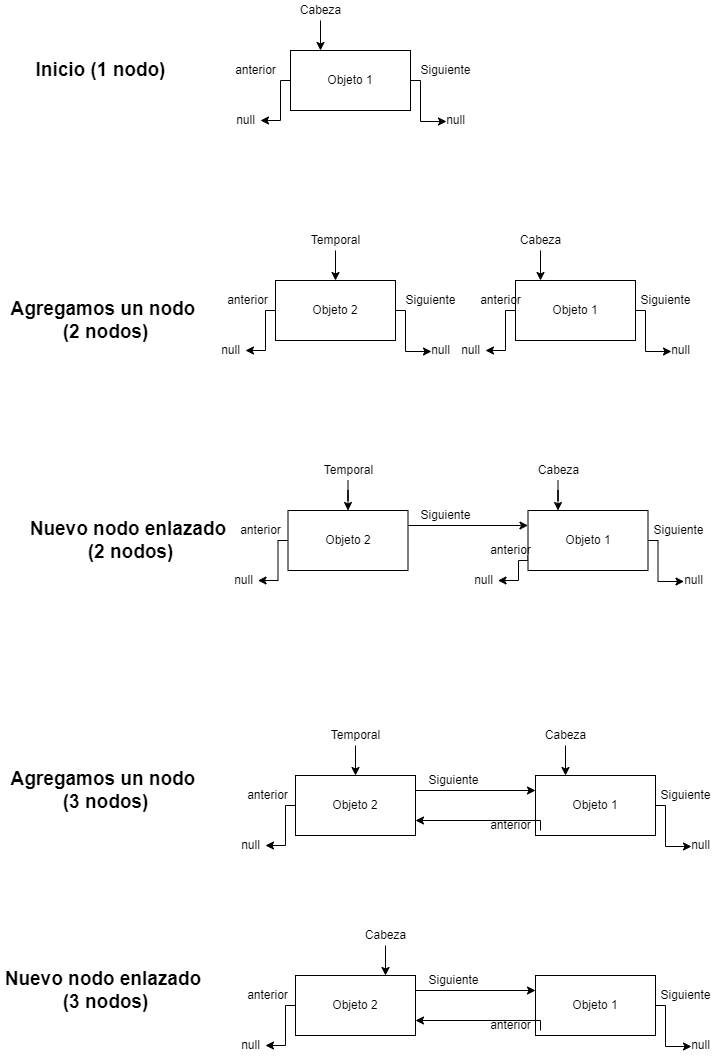 Cabeza
Inicio (1 nodo)
anterior
Objeto 1
Siguiente
null
null
Temporal
Cabeza
Agregamos un nodo
(2 nodos)
anterior
Objeto 2
Siguiente
anterior
Objeto 1
Siguiente
null
null
null
null
Temporal
Cabeza
Nuevo nodo enlazado
(2 nodos)
anterior
Objeto 2
Siguiente
anterior
Objeto 1
Siguiente
null
null
null
Temporal
Cabeza
Agregamos un nodo
(3 nodos)
anterior
Objeto 2
Siguiente
anterior
Objeto 1
Siguiente
null
null
Cabeza
Nuevo nodo enlazado
(3 nodos)
anterior
Objeto 2
Siguiente
anterior
Objeto 1
Siguiente
null
null